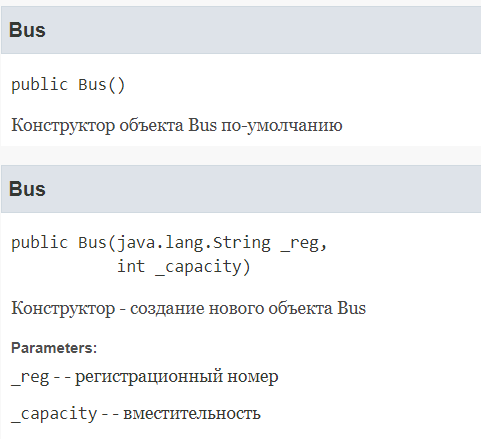 Bus
public Bus()
Конструктор объекта Bus по-умолчанию
Bus
public Bus(java.lang.String _reg,
int _capacity)
Конструктор - создание нового объекта Bus
Parameters:
_reg - - регистрационный номер
_capacity - - вместительность